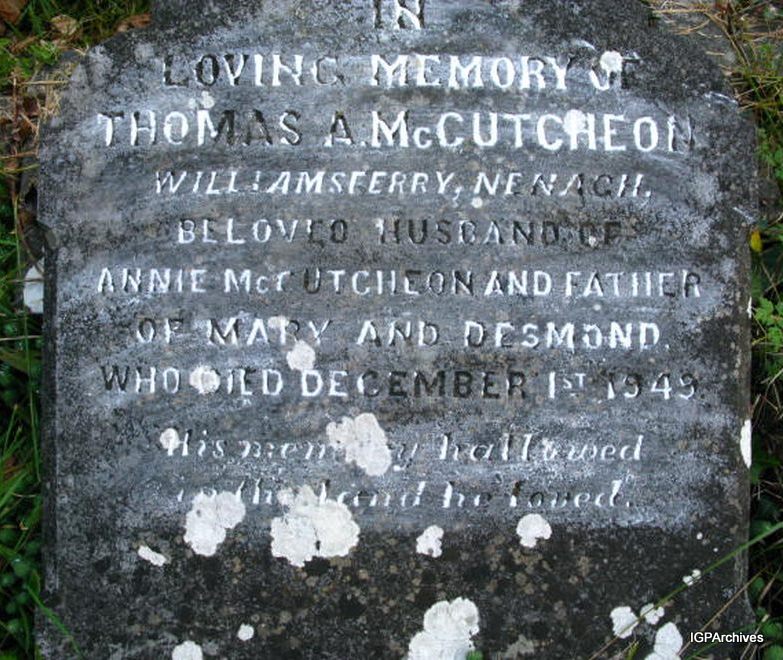 IN
LOVING MEMORY OF
THOMAS A. McCUTCHEON
WILLIAMSFERRY, NENAGH.
BELOVED HUSBAND OF
ANNIE McCUTCHEON AND FATHER
OF MARY AND DESMOND.
WHO DIED DECEMBER 1ST 1949.
His memory hallowed
in the land he loved.
IGPArchives